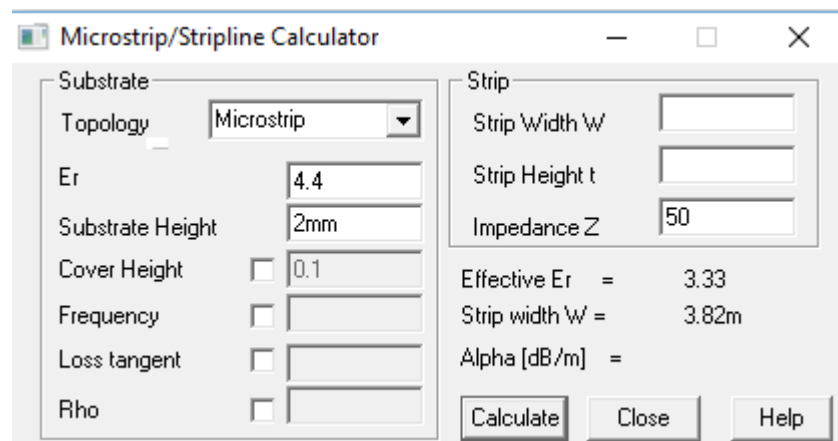 Microstrip/Stripline Calculator
Substrate
Topology Microstrip
Er 4.4
Substrate Height 2mm
Cover Height 0.1
Frequency
Loss tangent
Rho
Strip
Strip Width W
Strip Height t
Impedance Z 50
Effective Er = 3.33
Strip width W = 3.82m
Alpha [dB/m] =
Calculate Close Help